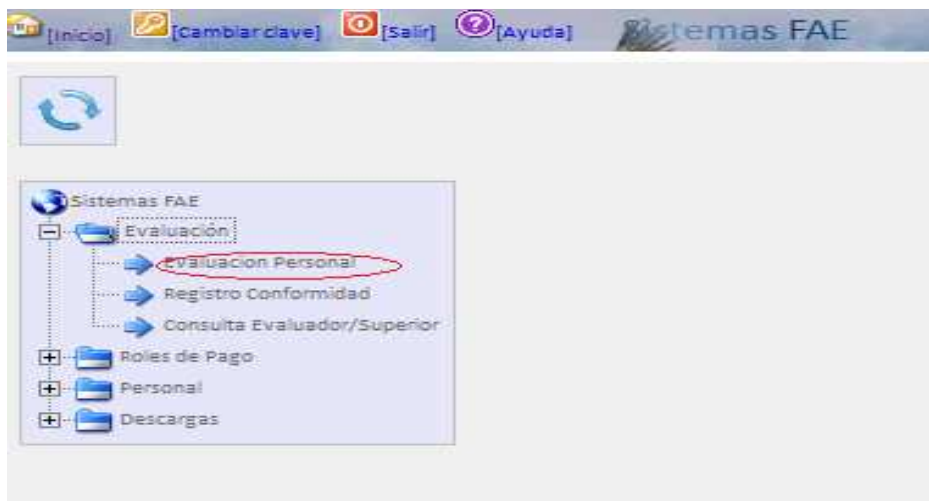 [Inicio] [Cambiar clave] [Salir] [Ayuda] Sistemas FAE
Sistemas FAE
Evaluación
Evaluacion Personal
Registro Conformidad
Consulta Evaluador/Superior
Roles de Pago
Personal
Descargas